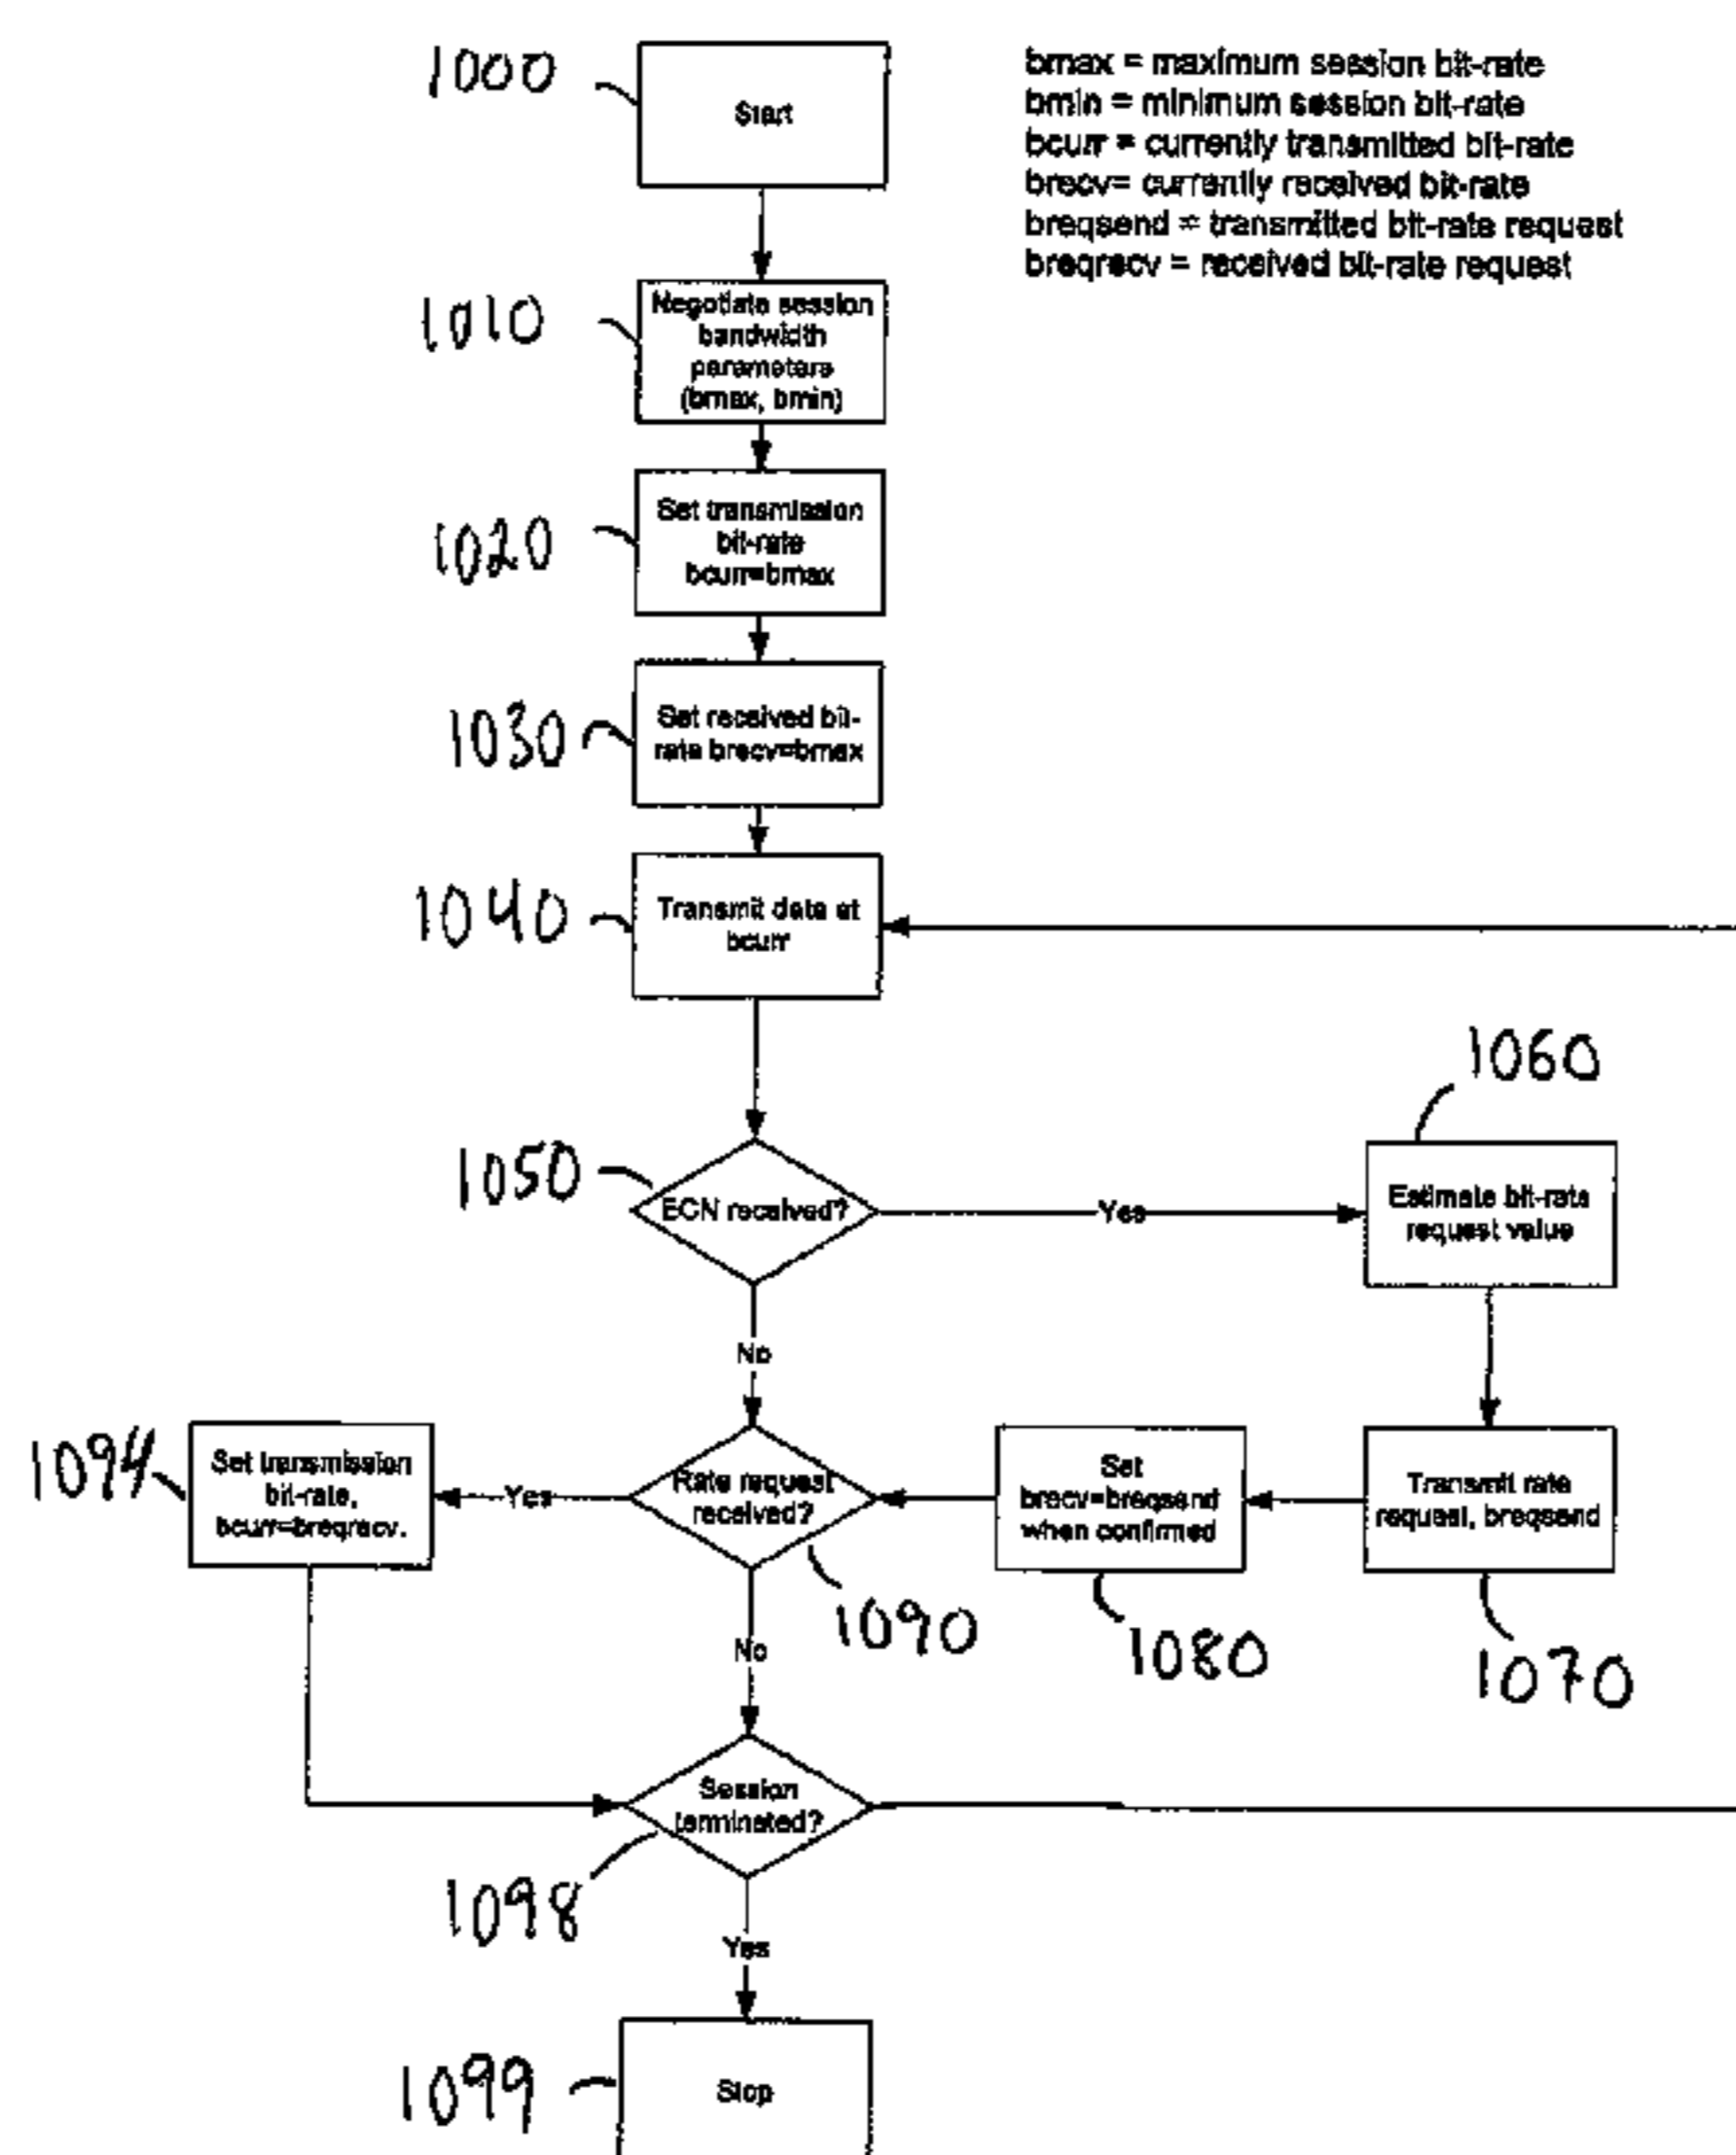 1000
Start
bmax = maximum session bit-rate
bmin = minimum session bit-rate
bcurr = currently transmitted bit-rate
brecv= currently received bit-rate
breqsend = transmitted bit-rate request
breqrecv = received bit-rate request
1010
Negotiate session
bandwidth
parameters
(bmax, bmin)
1020
Set transmission
bit-rate
bcurr=bmax
1030
Set received bit-
rate brecv=bmax
1040
Transmit data at
bcurr
1060
1050
ECN received?
Yes
Estimate bit-rate
request value
No
1094
Set transmission
bit-rate,
bcurr=breqrecv.
Yes
Rate request
received?
Set
brecv=breqsend
when confirmed
Transmit rate
request, breqsend
1090
1080
1070
No
Session
terminated?
1098
Yes
1099
Stop